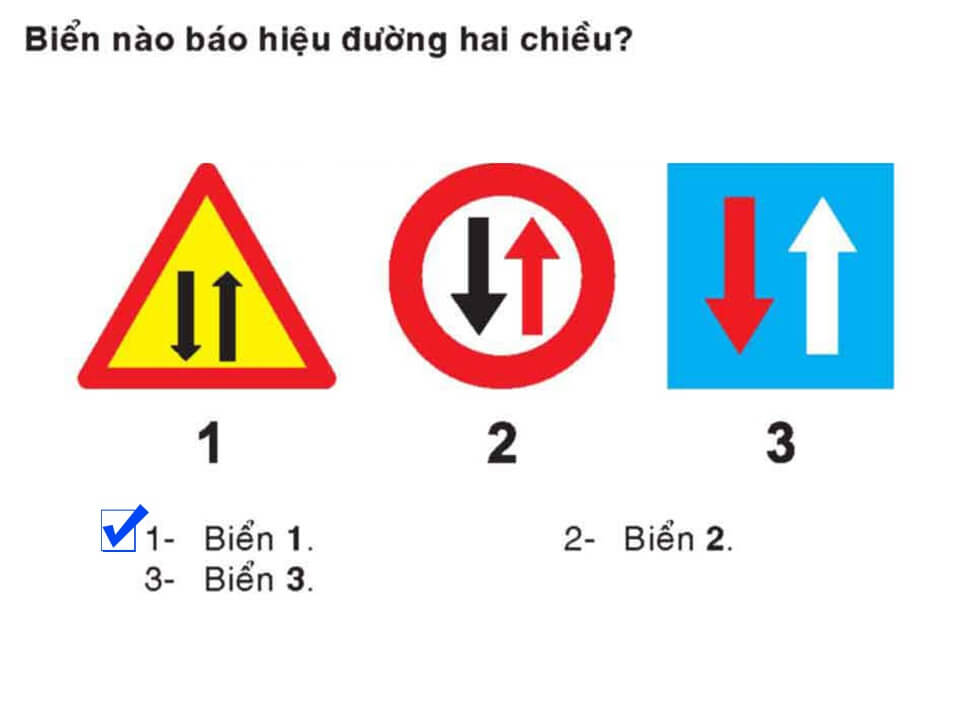 Biển nào báo hiệu đường hai chiều?
1 2 3
1- Biển 1. 2- Biển 2.
3- Biển 3.